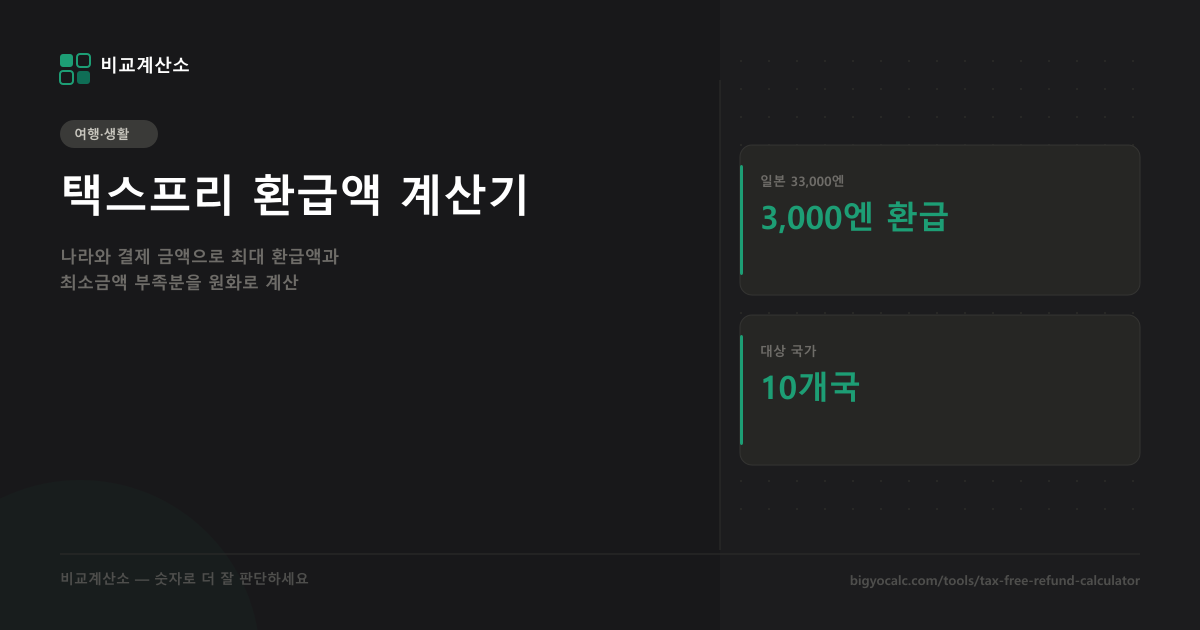 비교계산소
여행·생활
택스프리 환급액 계산기
나라와 결제 금액으로 최대 환급액과
최소금액 부족분을 원화로 계산
일본 33,000엔
3,000엔 환급
대상 국가
10개국
비교계산소 — 숫자로 더 잘 판단하세요
bigyocalc.com/tools/tax-free-refund-calculator